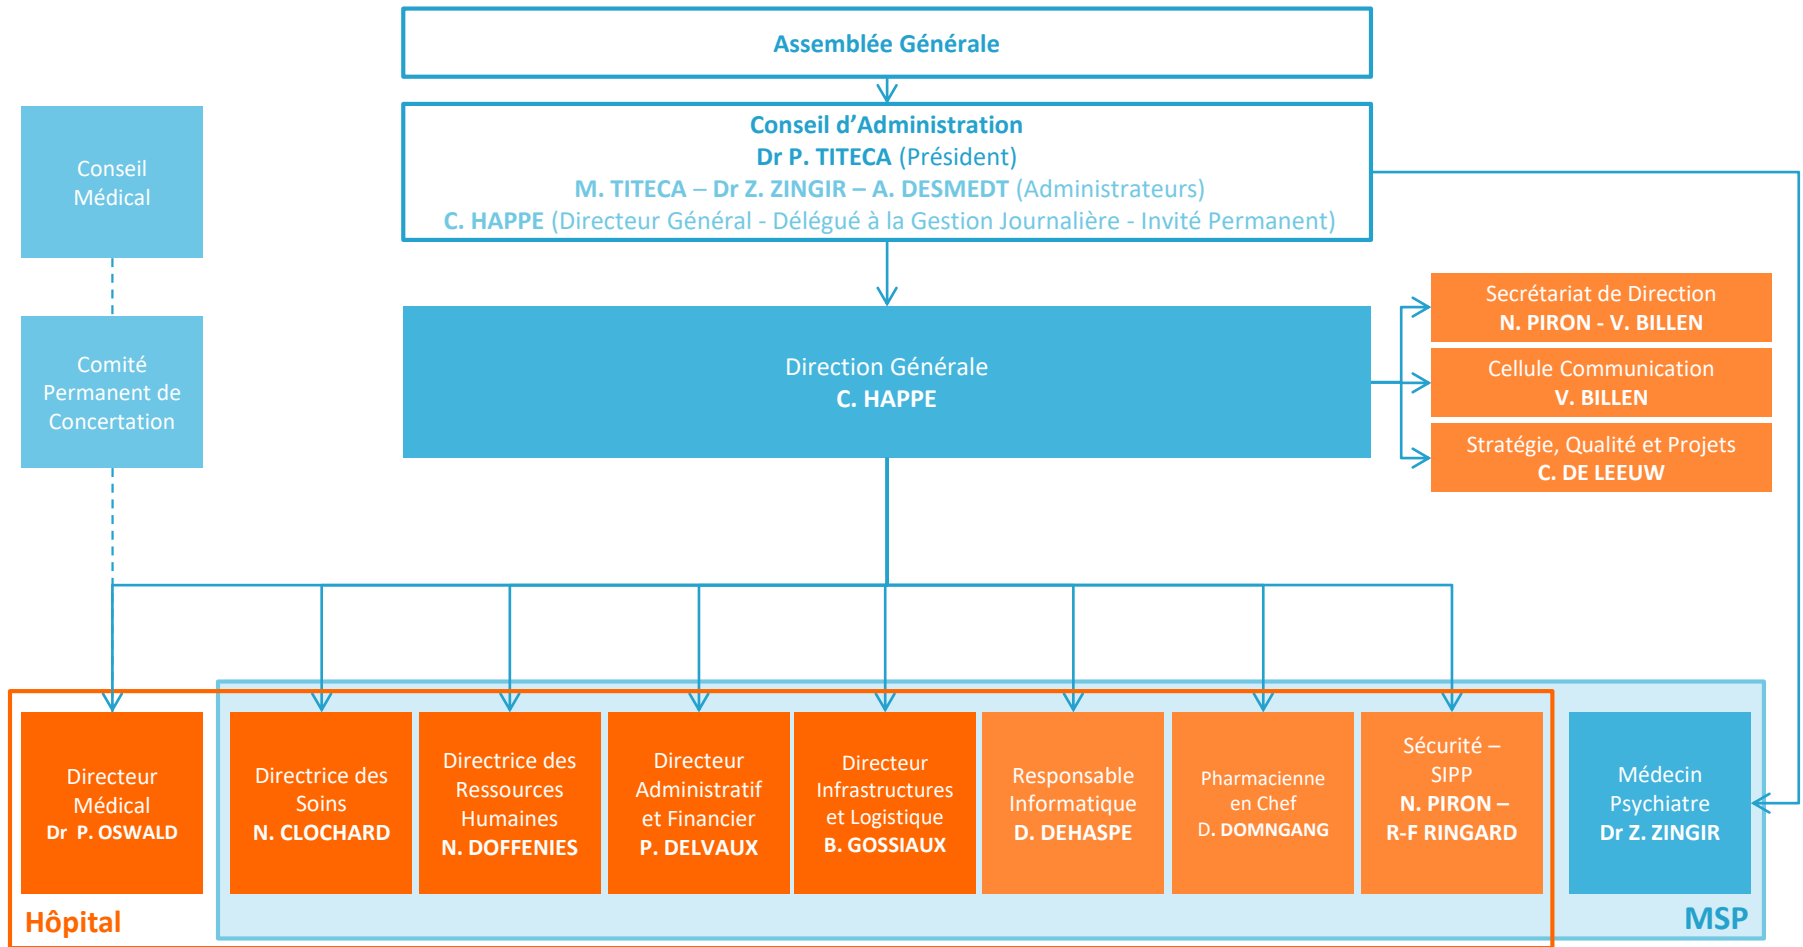 Assemblée Générale
Conseil d’Administration
Dr P. TITECA (Président)
M. TITECA – Dr Z. ZINGIR – A. DESMEDT (Administrateurs)
C. HAPPE (Directeur Général - Délégué à la Gestion Journalière - Invité Permanent)
Conseil
Médical
Comité
Permanent de
Concertation
Direction Générale
C. HAPPE
Secrétariat de Direction
N. PIRON - V. BILLEN
Cellule Communication
V. BILLEN
Stratégie, Qualité et Projets
C. DE LEEUW
Directeur
Médical
Dr P. OSWALD
Directrice des
Soins
N. CLOCHARD
Directrice des
Ressources
Humaines
N. DOFFENIES
Directeur
Administratif
et Financier
P. DELVAUX
Directeur
Infrastructures
et Logistique
B. GOSSIAUX
Responsable
Informatique
D. DEHASPE
Pharmacienne
en Chef
D. DOMNGANG
Sécurité –
SIPP
N. PIRON –
R-F RINGARD
Médecin
Psychiatre
Dr Z. ZINGIR
Hôpital
MSP